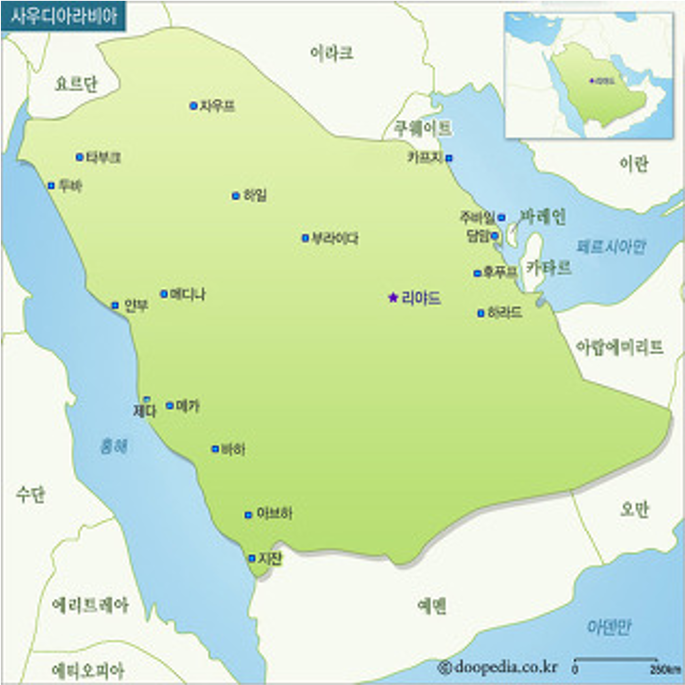 사우디아라비아
이라크
리야드
요르단
자우프
쿠웨이트
타부크
카프지
이란
두바
하일
주바일
바레인
부라이다
담맘
페르시아만
후푸프
카타르
메디나
리야드
얀부
하라드
아랍에미리트
제다
메카
홍해
바하
수단
아브하
오만
지잔
에리트레아
예멘
아덴만
에티오피아
©doopedia.co.kr
0 250km